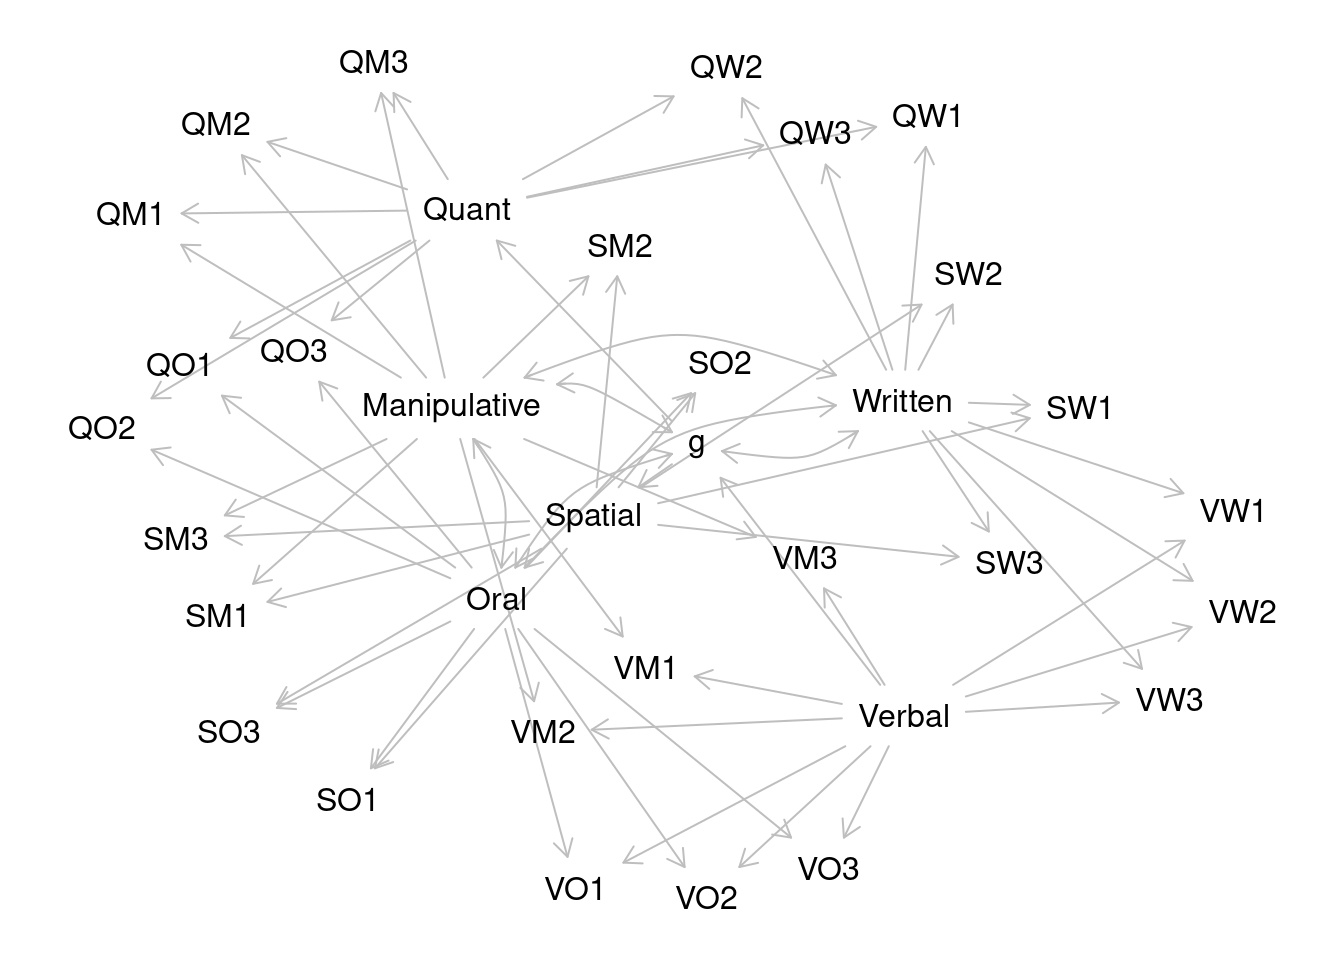 QM3
QW2
QM2
QW1
QW3
QM1
Quant
SM2
SW2
QO3
QO1
SO2
Manipulative
Written
SW1
QO2
g
VW1
Spatial
SM3
VM3
SW3
Oral
SM1
VW2
VM1
VW3
Verbal
SO3
VM2
SO1
VO3
VO1
VO2